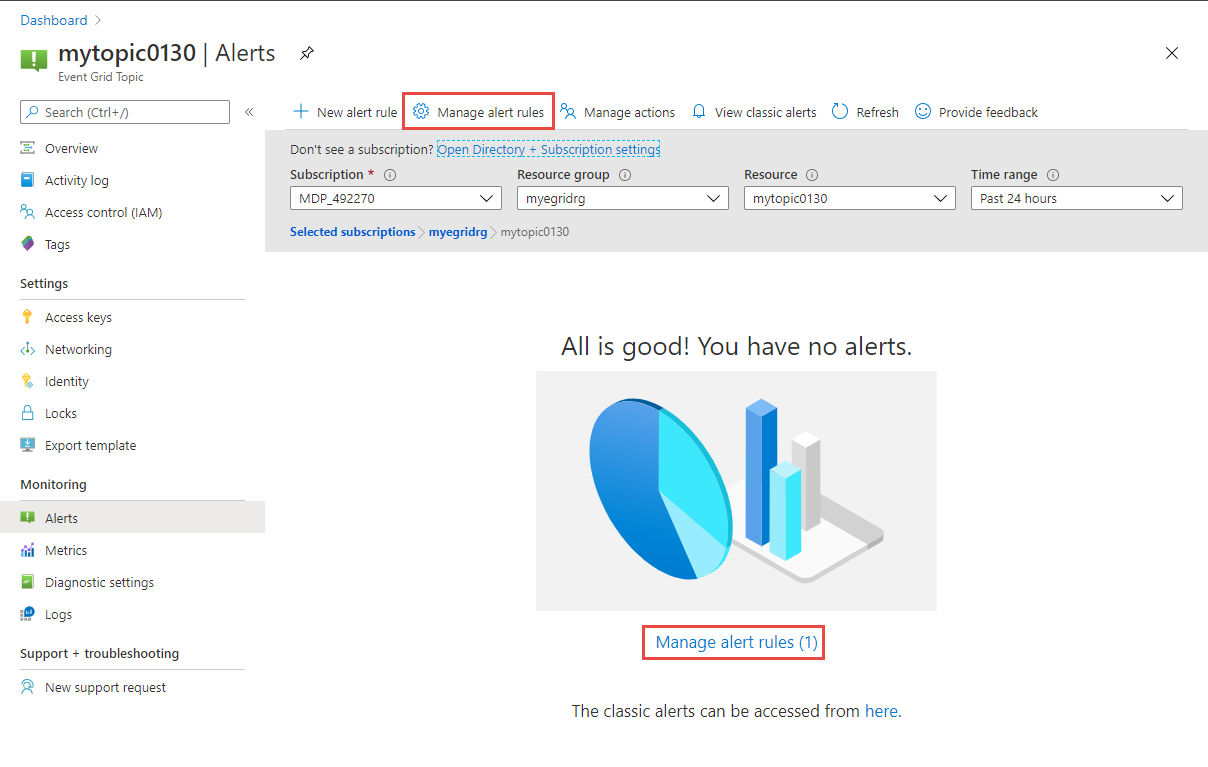 Dashboard
mytopic0130 | Alerts
Event Grid Topic
Search (Ctrl+/)
«
Overview
Activity log
Access control (IAM)
Tags
Settings
Access keys
Networking
Identity
Locks
Export template
Monitoring
Alerts
Metrics
Diagnostic settings
Logs
Support + troubleshooting
New support request
New alert rule Manage alert rules Manage actions View classic alerts Refresh Provide feedback
Don't see a subscription? Open Directory + Subscription settings
Subscription * Resource group Resource Time range
MDP_492270 myegridrg mytopic0130 Past 24 hours
Selected subscriptions > myegridrg > mytopic0130
All is good! You have no alerts.
Manage alert rules (1)
The classic alerts can be accessed from here.